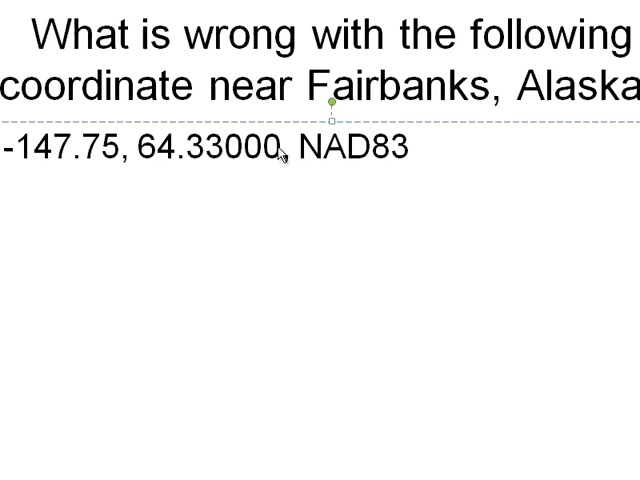 What is wrong with the following
coordinate near Fairbanks, Alaska
-147.75, 64.33000, NAD83